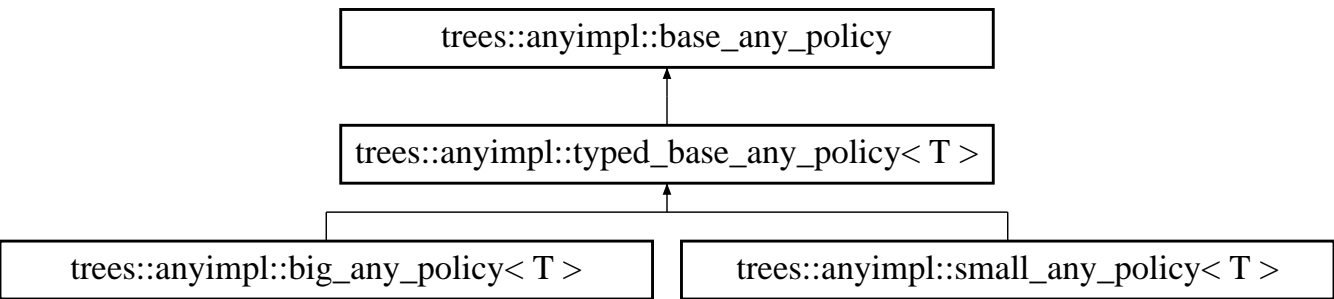 trees::anyimpl::base_any_policy
trees::anyimpl::typed_base_any_policy< T >
trees::anyimpl::big_any_policy< T >
trees::anyimpl::small_any_policy< T >